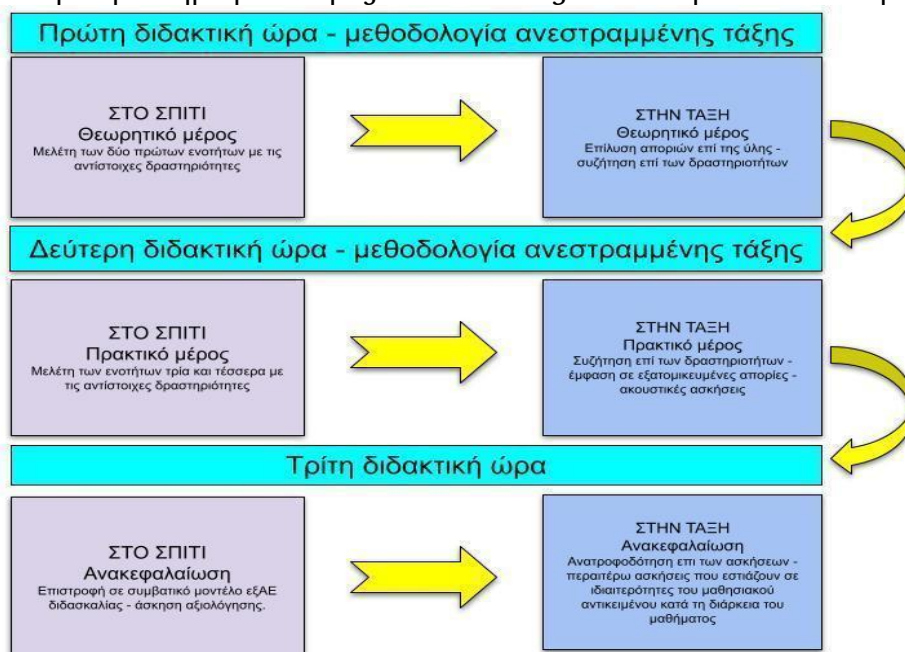 Πρώτη διδακτική ώρα - μεθοδολογία ανεστραμμένης τάξης
ΣΤΟ ΣΠΙΤΙ
Θεωρητικό μέρος
Μελέτη των δύο πρώτων ενοτήτων με τις
αντίστοιχες δραστηριότητες
ΣΤΗΝ ΤΑΞΗ
Θεωρητικό μέρος
Επίλυση αποριών επί της ύλης -
συζήτηση επί των δραστηριοτήτων
Δεύτερη διδακτική ώρα - μεθοδολογία ανεστραμμένης τάξης
ΣΤΟ ΣΠΙΤΙ
Πρακτικό μέρος
Μελέτη των ενοτήτων τρία και τέσσερα με
τις αντίστοιχες δραστηριότητες
ΣΤΗΝ ΤΑΞΗ
Πρακτικό μέρος
Συζήτηση επί των δραστηριοτήτων -
έμφαση σε εξατομικευμένες απορίες -
ακουστικές ασκήσεις
Τρίτη διδακτική ώρα
ΣΤΟ ΣΠΙΤΙ
Ανακεφαλαίωση
Επιστροφή σε συμβατικό μοντέλο εξΑΕ
διδασκαλίας - άσκηση αξιολόγησης.
ΣΤΗΝ ΤΑΞΗ
Ανακεφαλαίωση
Ανατροφοδότηση επι των ασκήσεων -
περαιτέρω ασκήσεις που εστιάζουν σε
ιδιαιτερότητες του μαθησιακού
αντικειμένου κατά τη διάρκεια του
μαθήματος